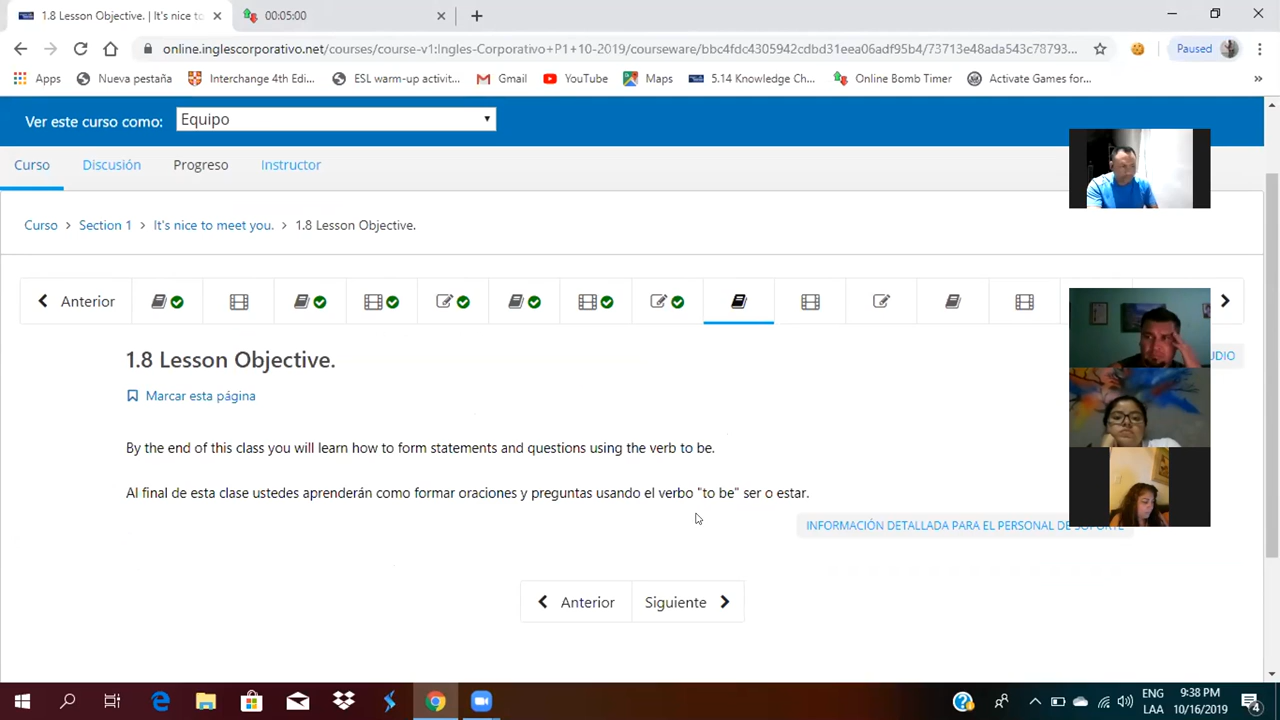 1.8 Lesson Objective. | It's nice to
00:05:00
online.inglescorporativo.net/courses/course-v1:Ingles-Corporativo+P1+10-2019/courseware/bbc4fdc4305942cdbd31eea06adf95b4/73713e48ada543c78793...
Paused
Apps
Nueva pestaña
Interchange 4th Edi...
ESL warm-up activit...
Gmail
YouTube
Maps
5.14 Knowledge Ch...
Online Bomb Timer
Activate Games for...
»
Ver este curso como:
Equipo
Curso
Discusión
Progreso
Instructor
Curso > Section 1 > It's nice to meet you. > 1.8 Lesson Objective.
Anterior
1.8 Lesson Objective.
UDIO
Marcar esta página
By the end of this class you will learn how to form statements and questions using the verb to be.
Al final de esta clase ustedes aprenderán como formar oraciones y preguntas usando el verbo "to be" ser o estar.
INFORMACIÓN DETALLADA PARA EL PERSONAL DE SOPORTE
Anterior
Siguiente
ENG
LAA
9:38 PM
10/16/2019
4